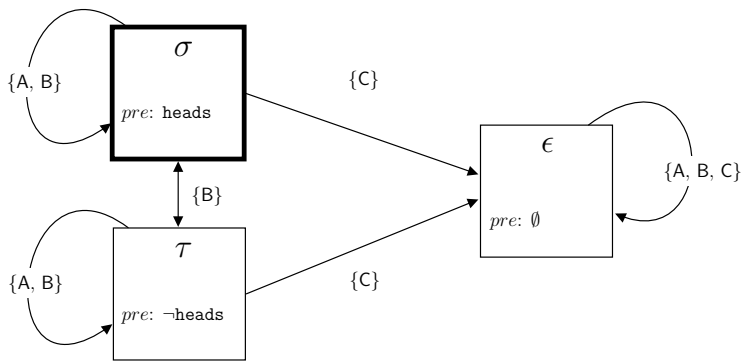 σ
{A, B}
pre: heads
{C}
ϵ
{A, B, C}
pre: ∅
{B}
τ
{A, B}
pre: ¬heads
{C}